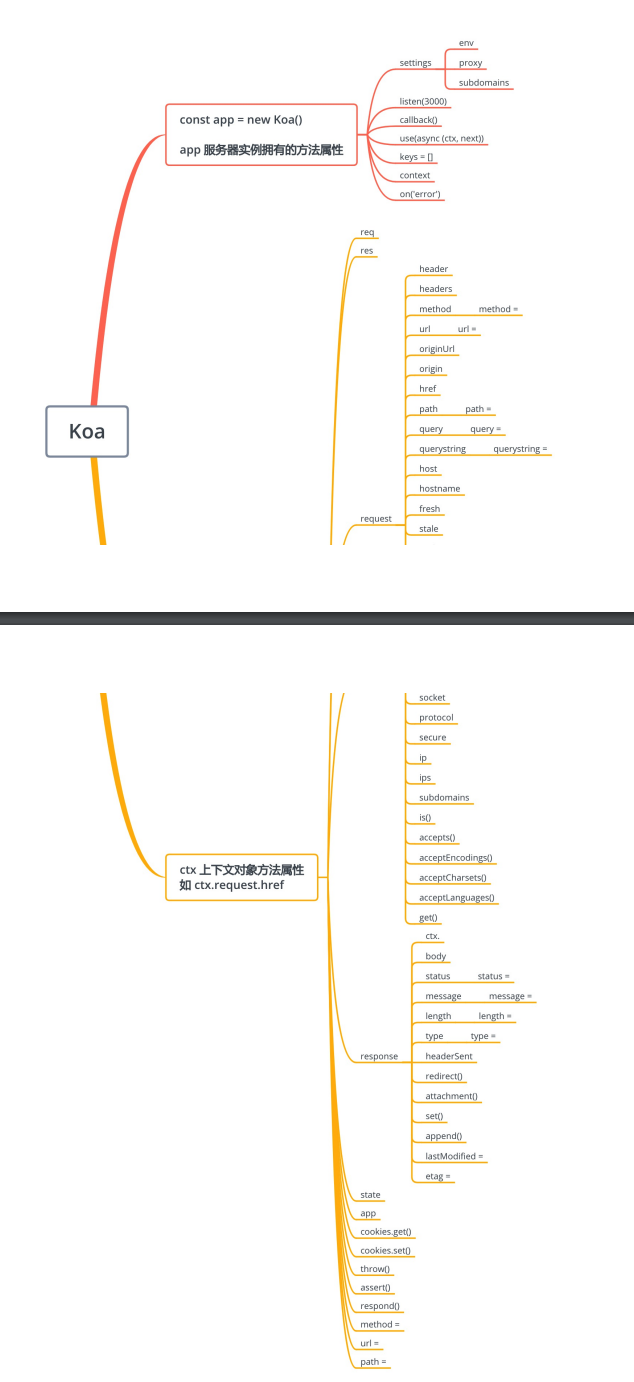 env
settings
proxy
subdomains
listen(3000)
const app = new Koa()
callback()
use(async (ctx, next))
app 服务器实例拥有的方法属性
keys = []
context
on('error')
req
res
header
headers
method method =
url url =
originUrl
origin
href
path path =
query query =
Koa
querystring querystring =
host
hostname
fresh
request
stale
socket
protocol
secure
ip
ips
subdomains
is()
accepts()
acceptEncodings()
ctx 上下文对象方法属性
如 ctx.request.href
acceptCharsets()
acceptLanguages()
get()
ctx.
body
status status =
message message =
length length =
type type =
response
headerSent
redirect()
attachment()
set()
append()
lastModified =
etag =
state
app
cookies.get()
cookies.set()
throw()
assert()
respond()
method =
url =
path =